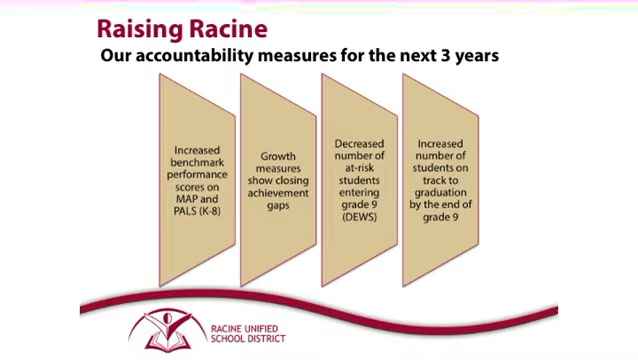 Raising Racine
Our accountability measures for the next 3 years
Increased
benchmark
performance
scores on
MAP and
PALS (K-8)
Growth
measures
show closing
achievement
gaps
Decreased
number of
at-risk
students
entering
grade 9
(DEWS)
Increased
number of
students on
track to
graduation
by the end of
grade 9
RACINE UNIFIED
SCHOOL DISTRICT